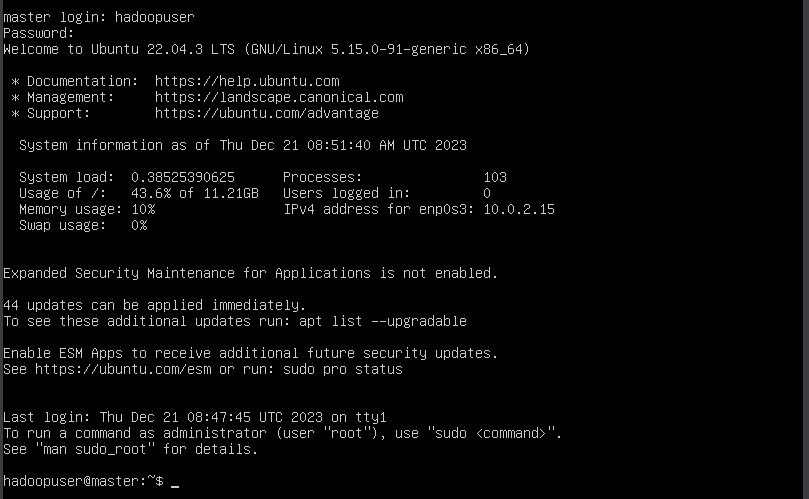 master login: hadoopuser
Password:
Welcome to Ubuntu 22.04.3 LTS (GNU/Linux 5.15.0-91-generic x86_64)
* Documentation:  https://help.ubuntu.com
* Management:     https://landscape.canonical.com
* Support:        https://ubuntu.com/advantage
System information as of Thu Dec 21 08:51:40 AM UTC 2023
System load:  0.38525390625      Processes:               103
Usage of /:   43.6% of 11.21GB   Users logged in:         0
Memory usage: 10%                IPv4 address for enp0s3: 10.0.2.15
Swap usage:   0%
Expanded Security Maintenance for Applications is not enabled.
44 updates can be applied immediately.
To see these additional updates run: apt list --upgradable
Enable ESM Apps to receive additional future security updates.
See https://ubuntu.com/esm or run: sudo pro status
Last login: Thu Dec 21 08:47:45 UTC 2023 on tty1
To run a command as administrator (user "root"), use "sudo <command>".
See "man sudo_root" for details.
hadoopuser@master:~$ _